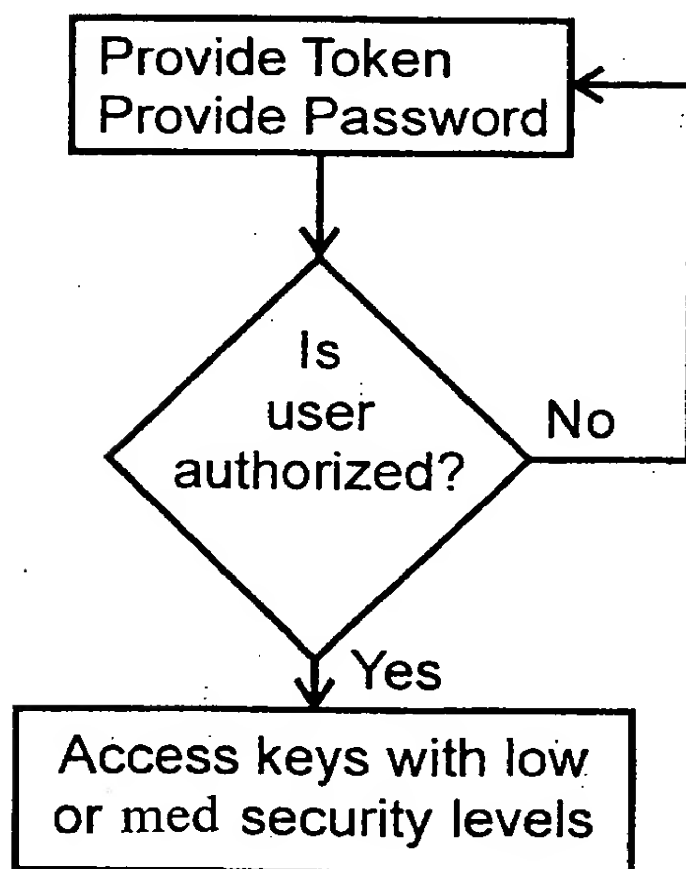 Provide Token
Provide Password
Is
user
authorized?
No
Yes
Access keys with low
or med security levels